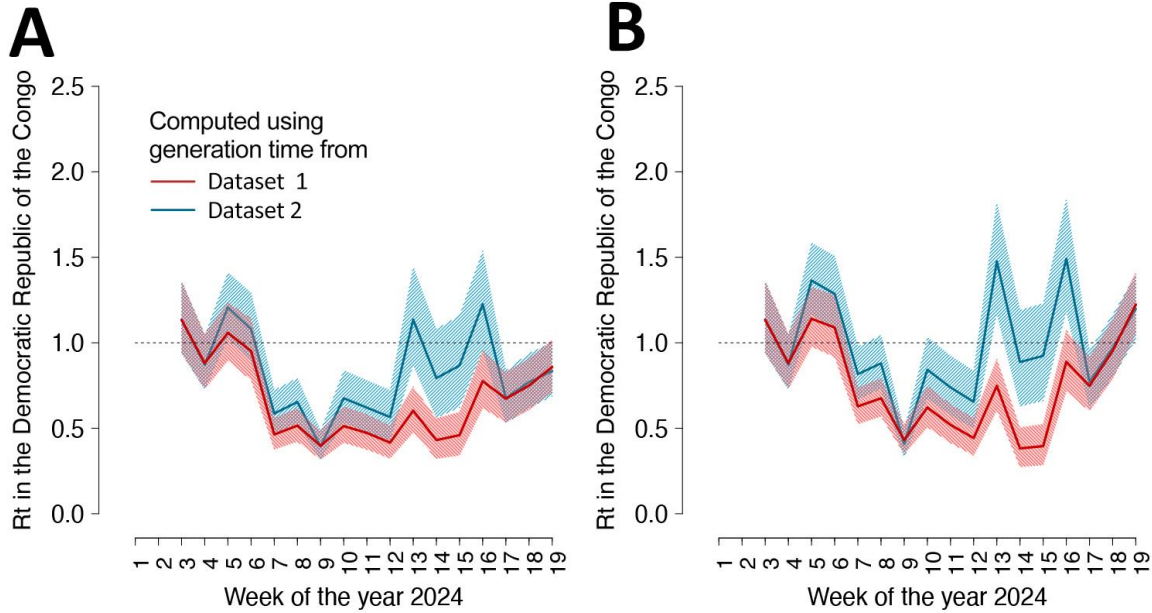 A
Rt in the Democratic Republic of the Congo
2.5
2.0
1.5
1.0
0.5
0.0
Computed using
generation time from
Dataset 1
Dataset 2
1 2 3 4 5 6 7 8 9 10 11 12 13 14 15 16 17 18 19
Week of the year 2024
B
Rt in the Democratic Republic of the Congo
2.5
2.0
1.5
1.0
0.5
0.0
1 2 3 4 5 6 7 8 9 10 11 12 13 14 15 16 17 18 19
Week of the year 2024